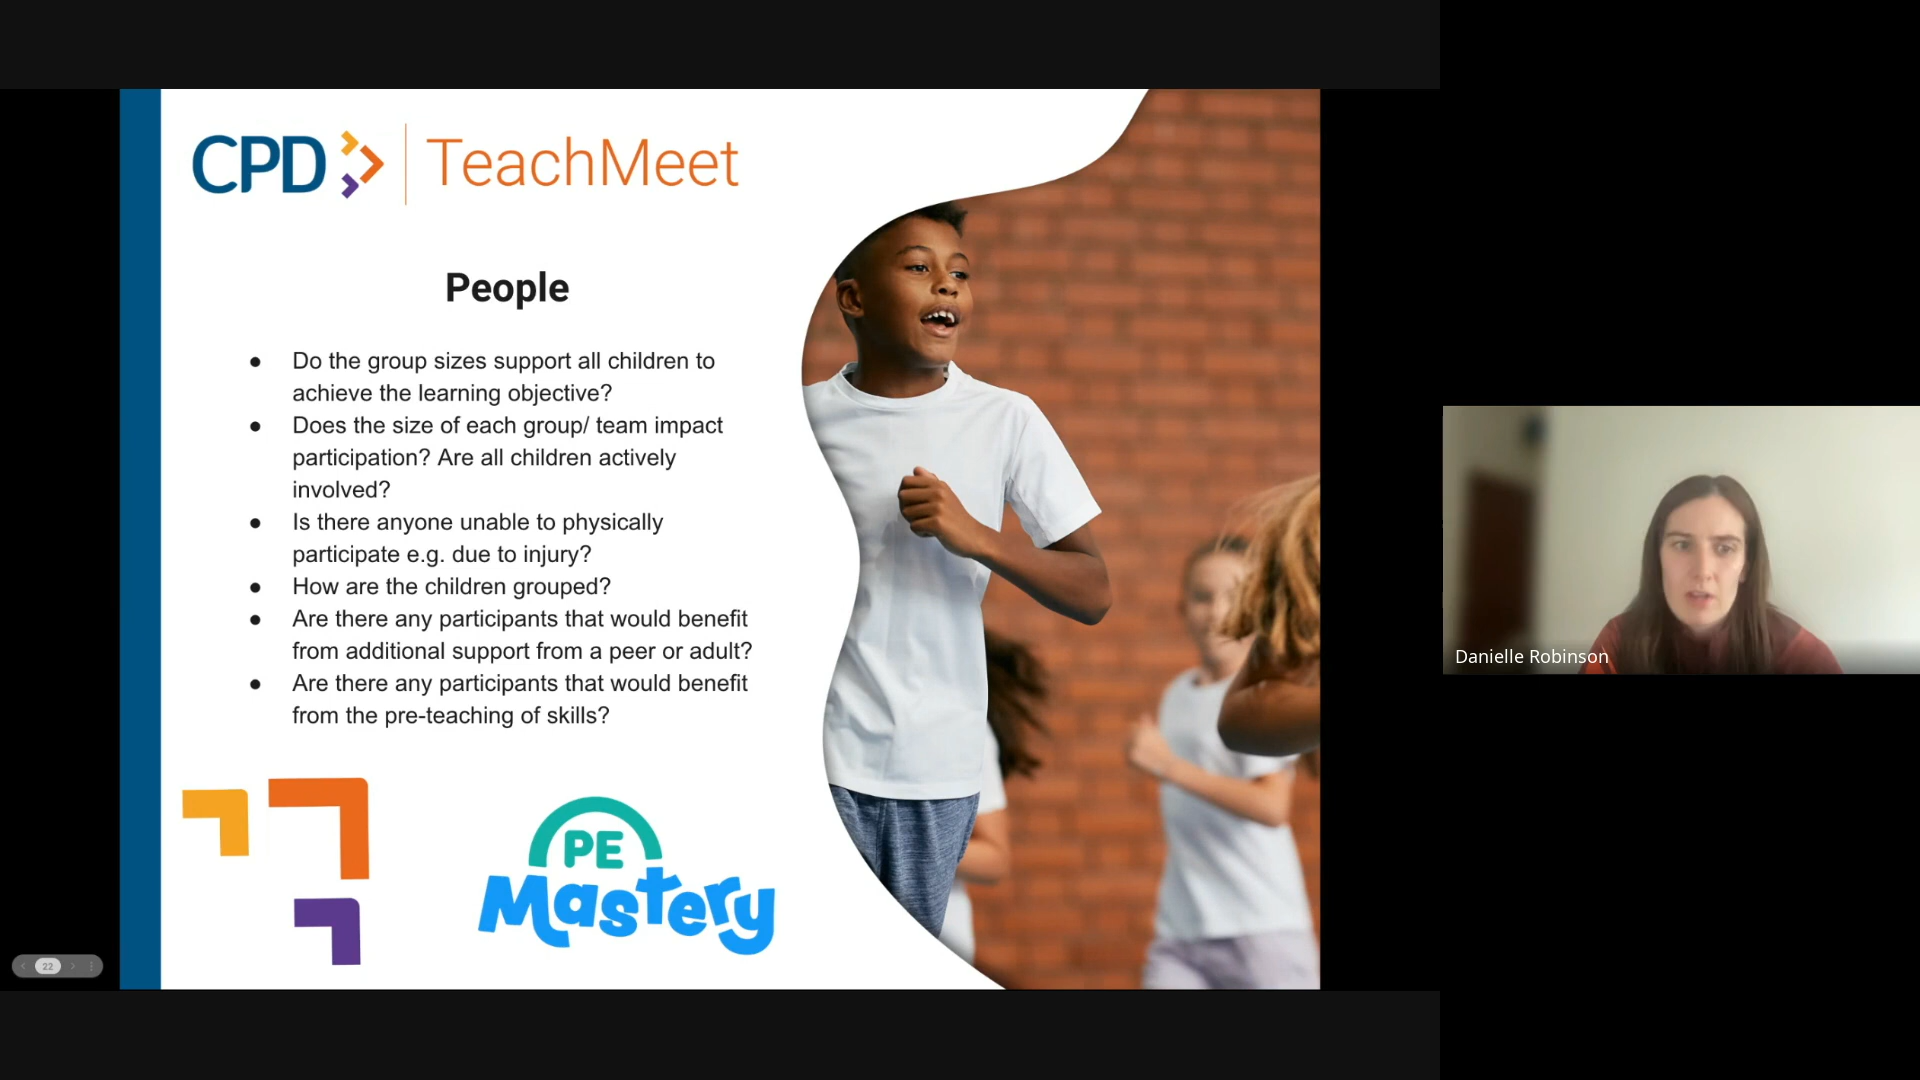 CPD | TeachMeet
People
● Do the group sizes support all children to
achieve the learning objective?
● Does the size of each group/ team impact
participation? Are all children actively
involved?
● Is there anyone unable to physically
participate e.g. due to injury?
● How are the children grouped?
● Are there any participants that would benefit
from additional support from a peer or adult?
● Are there any participants that would benefit
from the pre-teaching of skills?
PE
Mastery
22
Danielle Robinson